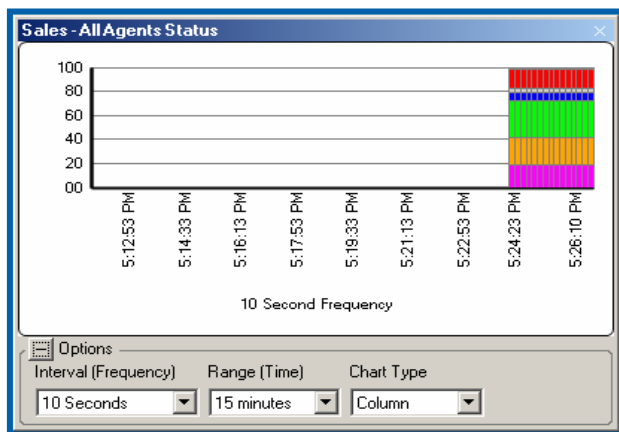 Sales - All Agents Status
100
80
60
40
20
00
5:12:53 PM
5:14:33 PM
5:16:13 PM
5:17:53 PM
5:19:33 PM
5:21:13 PM
5:22:53 PM
5:24:23 PM
5:26:10 PM
10 Second Frequency
Options
Interval (Frequency) Range (Time) Chart Type
10 Seconds 15 minutes Column